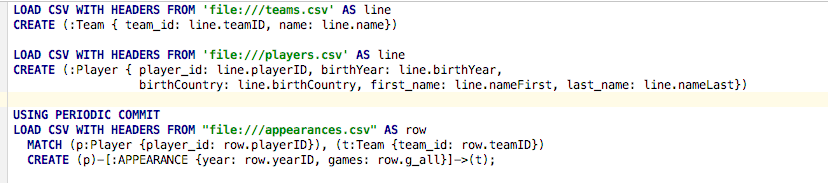 LOAD CSV WITH HEADERS FROM 'file:///teams.csv' AS line
CREATE (:Team { team_id: line.teamID, name: line.name})
LOAD CSV WITH HEADERS FROM 'file:///players.csv' AS line
CREATE (:Player { player_id: line.playerID, birthYear: line.birthYear,
birthCountry: line.birthCountry, first_name: line.nameFirst, last_name: line.nameLast})
USING PERIODIC COMMIT
LOAD CSV WITH HEADERS FROM "file:///appearances.csv" AS row
MATCH (p:Player {player_id: row.playerID}), (t:Team {team_id: row.teamID})
CREATE (p)-[:APPEARANCE {year: row.yearID, games: row.g_all}]->(t);